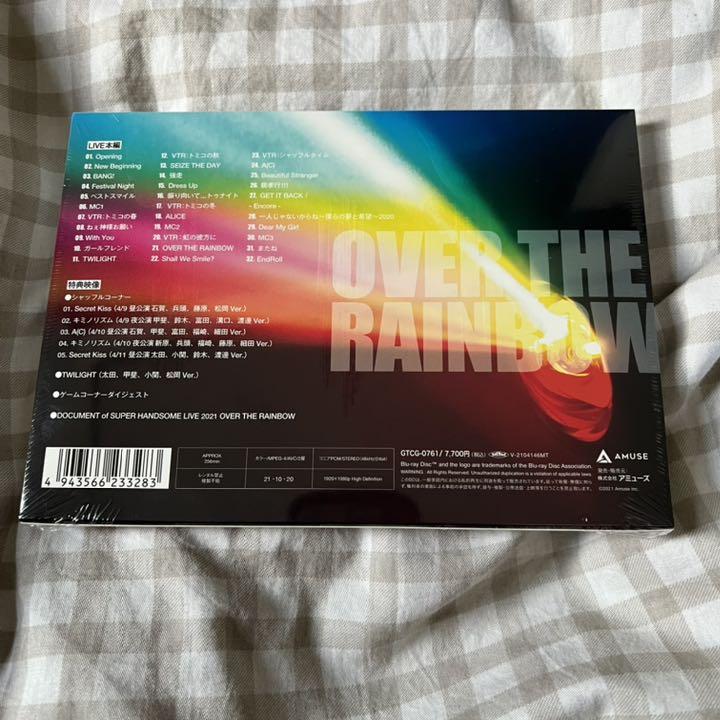 LIVE本編
01. Opening
02. New Beginning
03. BANG!
04. Festival Night
05. ベストスマイル
06. MC1
07. VTR:トミコの春
08. ねぇ神様お願い
09. With You
10. ガールフレンド
11. TWILIGHT
12. VTR:トミコの秋
13. SEIZE THE DAY
14. 強走
15. Dress Up
16. 振り向いて…トゥナイト
17. VTR:トミコの冬
18. ALICE
19. MC2
20. VTR:虹の彼方に
21. OVER THE RAINBOW
22. Shall We Smile?
23. VTR:シャッフルタイム
24. A(C)
25. Beautiful Stranger
26. 親孝行!!!
27. GET IT BACK!
- Encore -
28. 一人じゃないからね～僕らの夢と希望～2020
29. Dear My Girl
30. MC3
31. またね
32. EndRoll
OVER THE
RAINBOW
特典映像
●シャッフルコーナー
01. Secret Kiss (4/9 昼公演 石賀、兵頭、藤原、松岡 Ver.)
02. キミノリズム (4/9 夜公演 甲斐、鈴木、富田、溝口、渡邊 Ver.)
03. A(C) (4/10 昼公演 石賀、甲斐、富田、福崎、細田 Ver.)
04. キミノリズム (4/10 夜公演 新原、兵頭、福崎、藤原、細田 Ver.)
05. Secret Kiss (4/11 昼公演 太田、小関、鈴木、渡邊 Ver.)
●TWILIGHT (太田、甲斐、小関、松岡 Ver.)
●ゲームコーナーダイジェスト
●DOCUMENT of SUPER HANDSOME LIVE 2021 OVER THE RAINBOW
4 943566 233283
APPROX.
256min
カラー/MPEG-4/AVC/2層
リニアPCM/STEREO(48kHz/24bit)
レンタル禁止
複製不能
21・10・20
1920×1080p High Definition
GTCG-0761/7,700円(税込)
V-2104146MT
Blu-ray Disc™ and the logo are trademarks of the Blu-ray Disc Association.
WARNING : All Rights Reserved. Unauthorized duplication is a violation of applicable laws.
AMUSE
発売・販売元:
株式会社アミューズ
©2021 Amuse Inc.